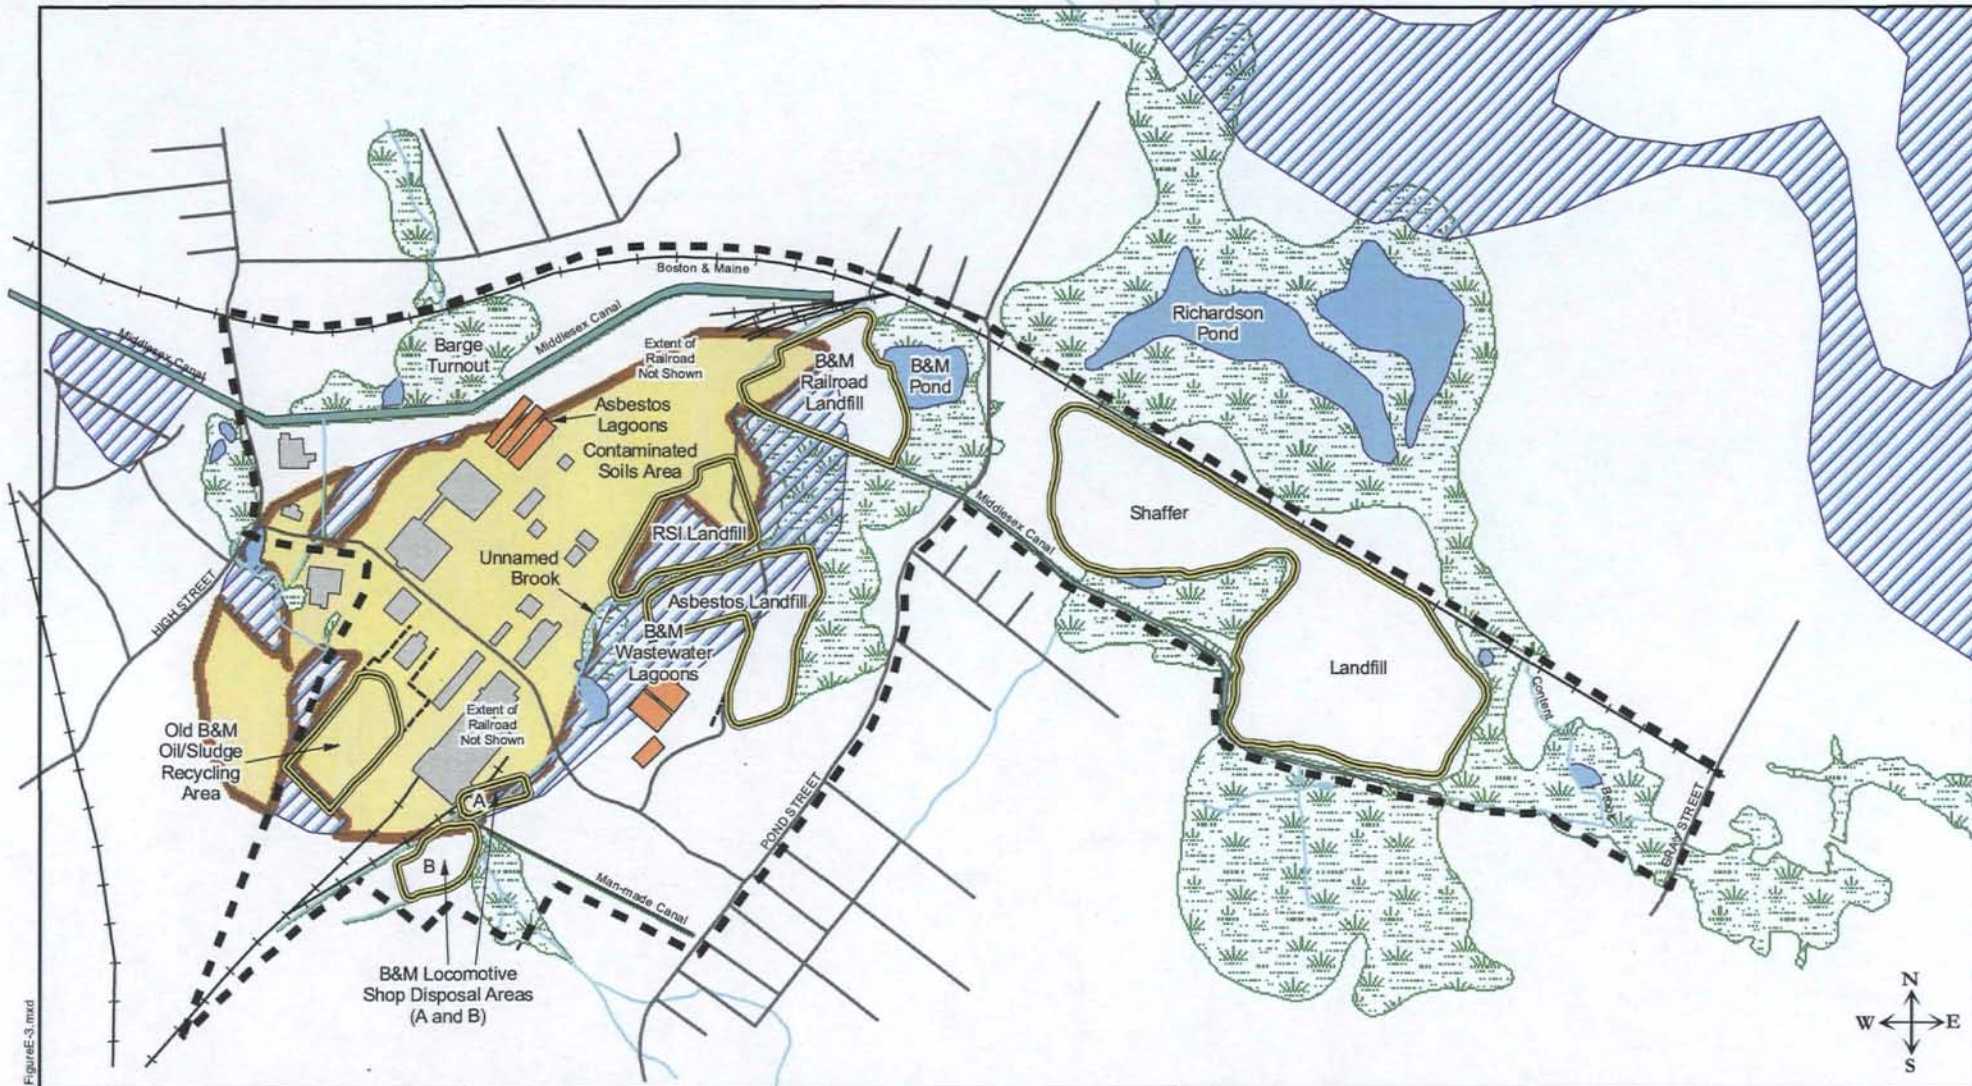 Boston & Maine
Middlesex Canal
Middlesex Canal
Barge
Turnout
Extent of
Railroad
Not Shown
B&M
Railroad
Landfill
B&M
Pond
Richardson
Pond
Asbestos
Lagoons
Contaminated
Soils Area
Middlesex Canal
Shaffer
RSI Landfill
Unnamed
Brook
HIGH STREET
Asbestos Landfill
B&M
Wastewater
Lagoons
Landfill
Content
Brook
Extent of
Railroad
Not Shown
Old B&M
Oil/Sludge
Recycling
Area
A
B
POND STREET
GRAY STREET
Man-made Canal
B&M Locomotive
Shop Disposal Areas
(A and B)
FigureE-3.mxd
N
W E
S